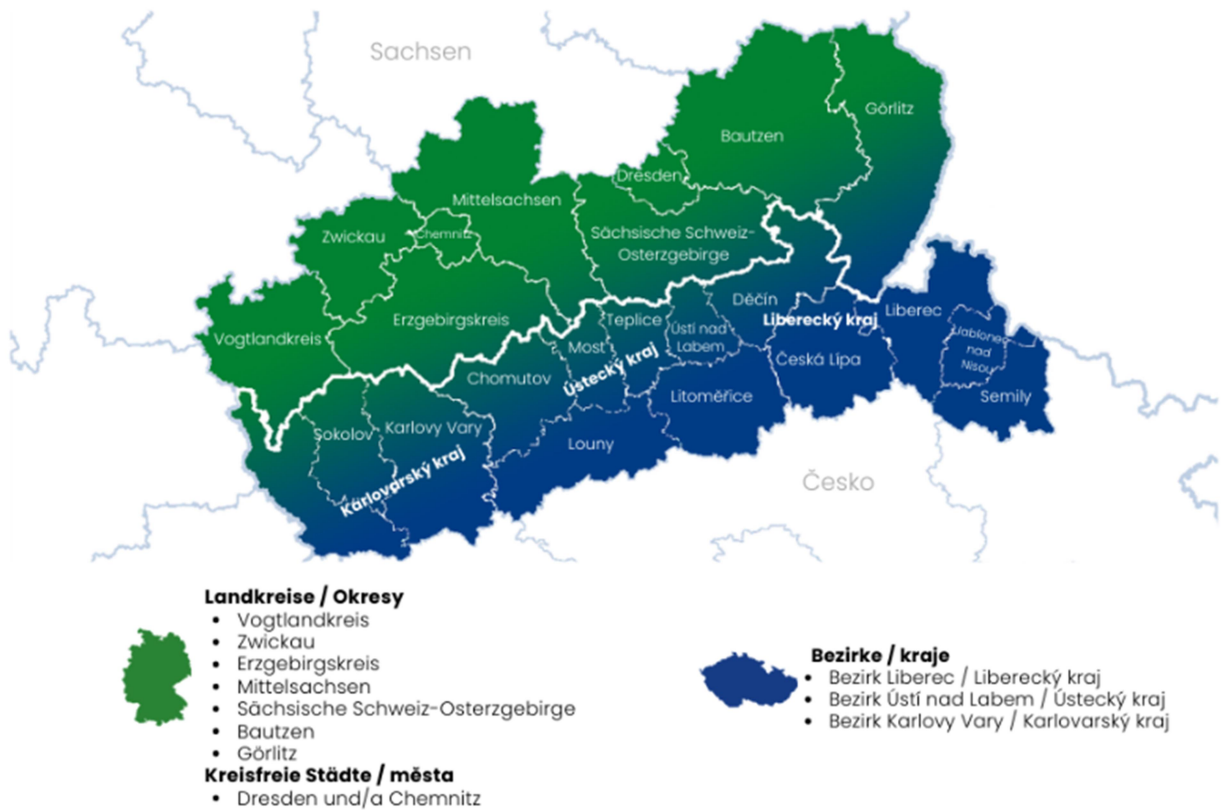 Sachsen
Görlitz
Bautzen
Dresden
Mittelsachsen
Chemnitz
Zwickau
Sächsische Schweiz-
Osterzgebirge
Erzgebirgskreis
Vogtlandkreis
Děčín
Teplice
Ústí nad
Labem
Liberecký kraj
Liberec
Jablonec
nad
Nisou
Most
Ústecký kraj
Česká Lípa
Chomutov
Litoměřice
Semily
Sokolov
Karlovy Vary
Louny
Karlovarský kraj
Česko
Landkreise / Okresy
• Vogtlandkreis
• Zwickau
• Erzgebirgskreis
• Mittelsachsen
• Sächsische Schweiz-Osterzgebirge
• Bautzen
• Görlitz
Kreisfreie Städte / města
• Dresden und/a Chemnitz
Bezirke / kraje
• Bezirk Liberec / Liberecký kraj
• Bezirk Ústí nad Labem / Ústecký kraj
• Bezirk Karlovy Vary / Karlovarský kraj